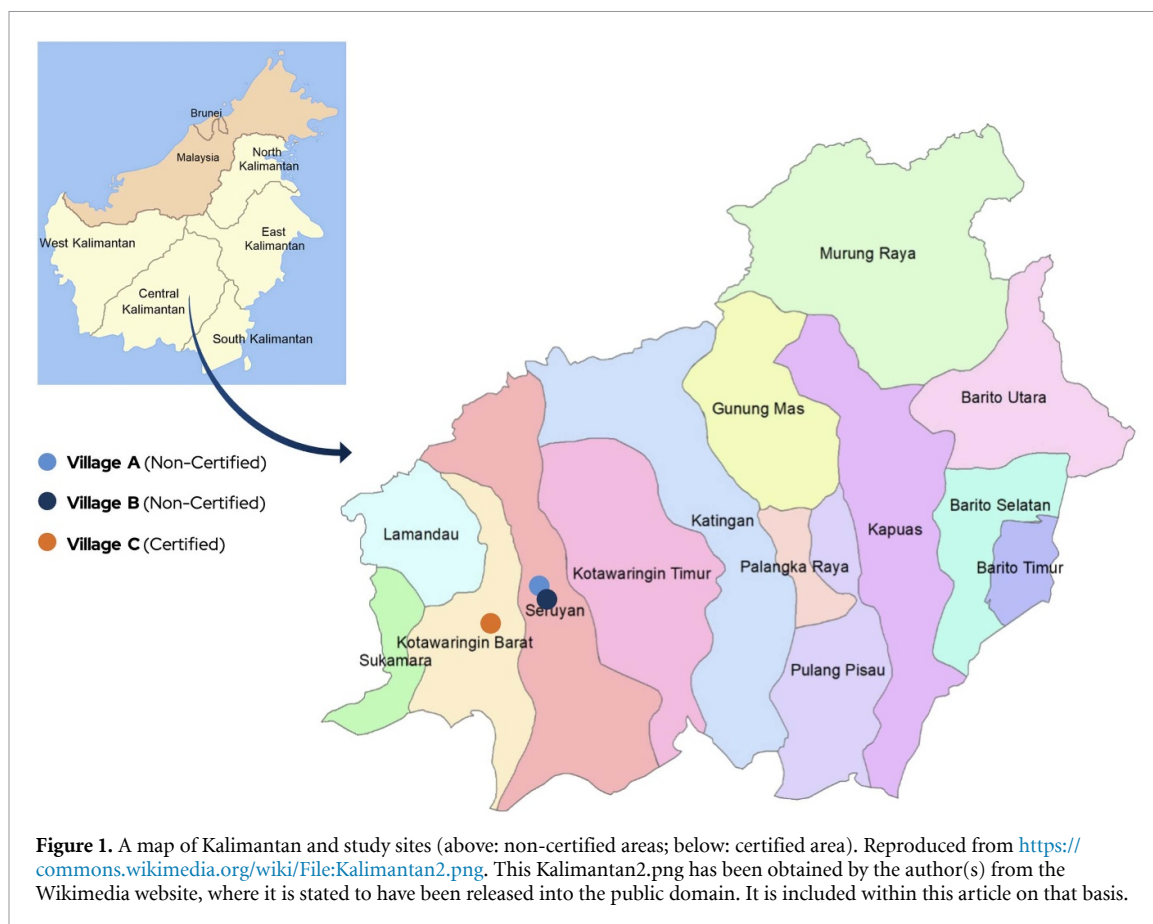 Brunei
Malaysia
North
Kalimantan
West Kalimantan
East
Kalimantan
Central
Kalimantan
South Kalimantan
Village A (Non-Certified)
Village B (Non-Certified)
Village C (Certified)
Murung Raya
Barito Utara
Gunung Mas
Barito Selatan
Katingan
Kapuas
Lamandau
Palangka Raya
Barito Timur
Kotawaringin Timur
Seruyan
Kotawaringin Barat
Sukamara
Pulang Pisau
Figure 1. A map of Kalimantan and study sites (above: non-certified areas; below: certified area). Reproduced from https://
commons.wikimedia.org/wiki/File:Kalimantan2.png. This Kalimantan2.png has been obtained by the author(s) from the
Wikimedia website, where it is stated to have been released into the public domain. It is included within this article on that basis.